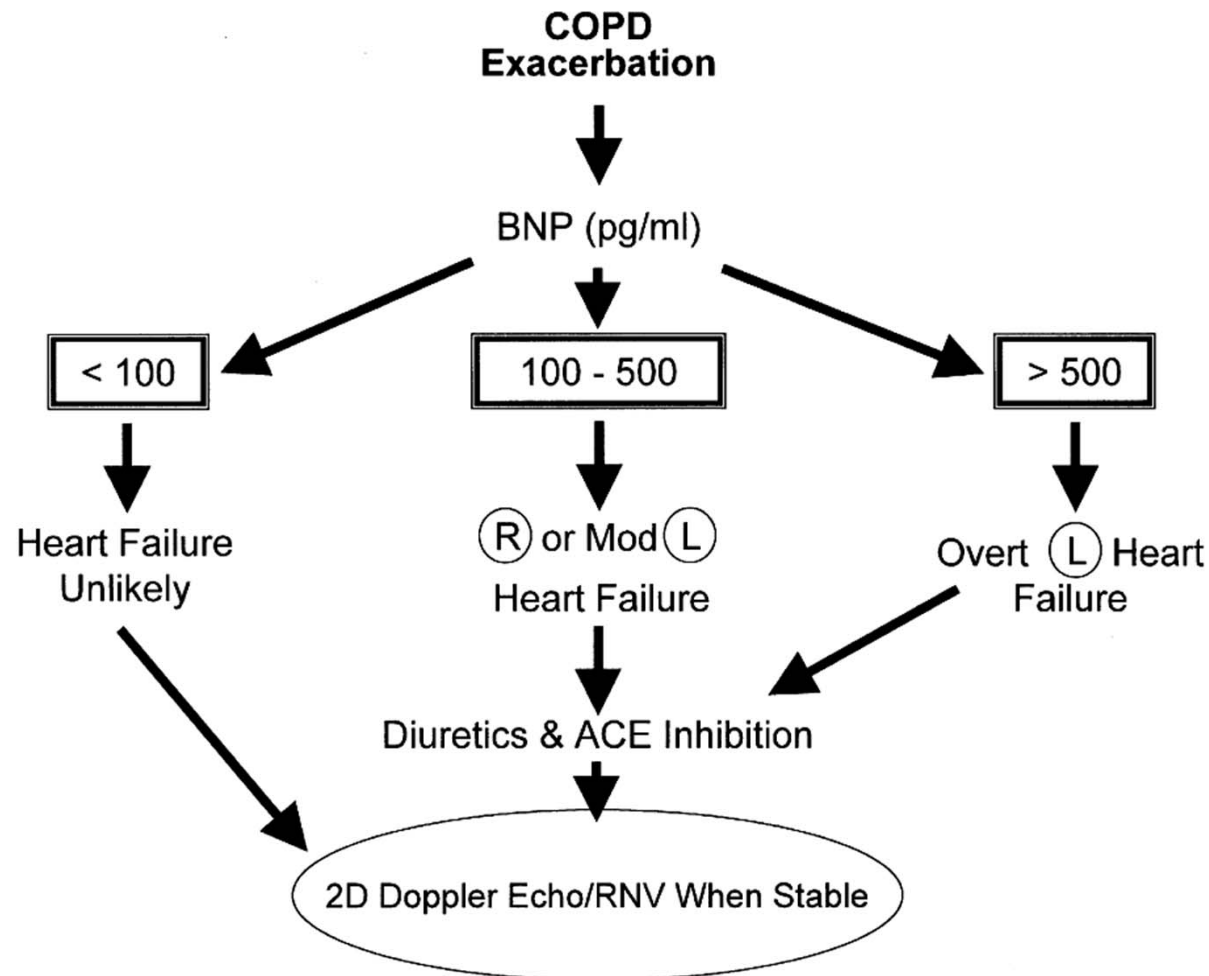 COPD
Exacerbation
BNP (pg/ml)
< 100
100 - 500
> 500
Heart Failure
Unlikely
R or Mod L
Heart Failure
Overt L Heart
Failure
Diuretics & ACE Inhibition
2D Doppler Echo/RNV When Stable